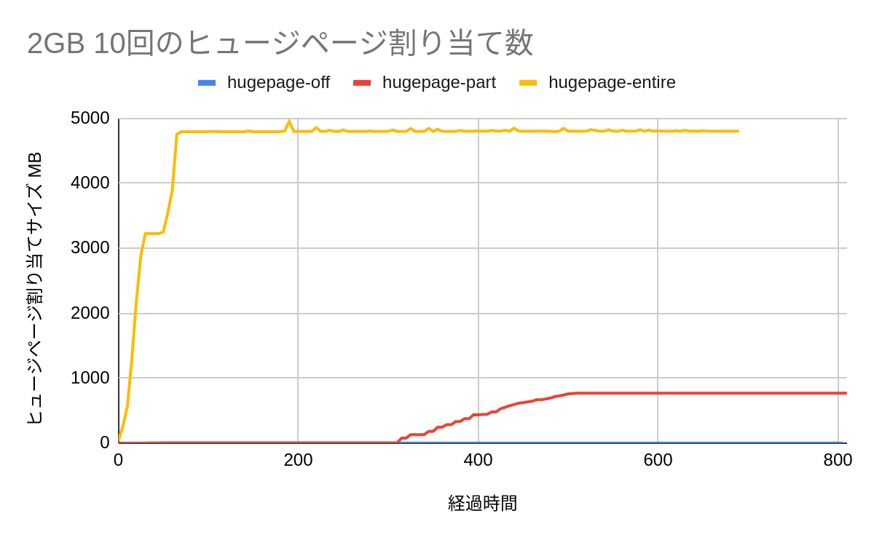 2GB 10回のヒュージページ割り当て数
hugepage-off hugepage-part hugepage-entire
ヒュージページ割り当てサイズ MB
5000
4000
3000
2000
1000
0
0 200 400 600 800
経過時間